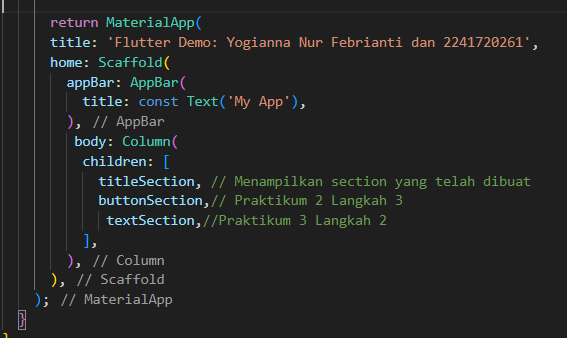 return MaterialApp(
title: 'Flutter Demo: Yogianna Nur Febrianti dan 2241720261',
home: Scaffold(
appBar: AppBar(
title: const Text('My App'),
), // AppBar
body: Column(
children: [
titleSection, // Menampilkan section yang telah dibuat
buttonSection,// Praktikum 2 Langkah 3
textSection,//Praktikum 3 Langkah 2
],
), // Column
), // Scaffold
); // MaterialApp
}
}